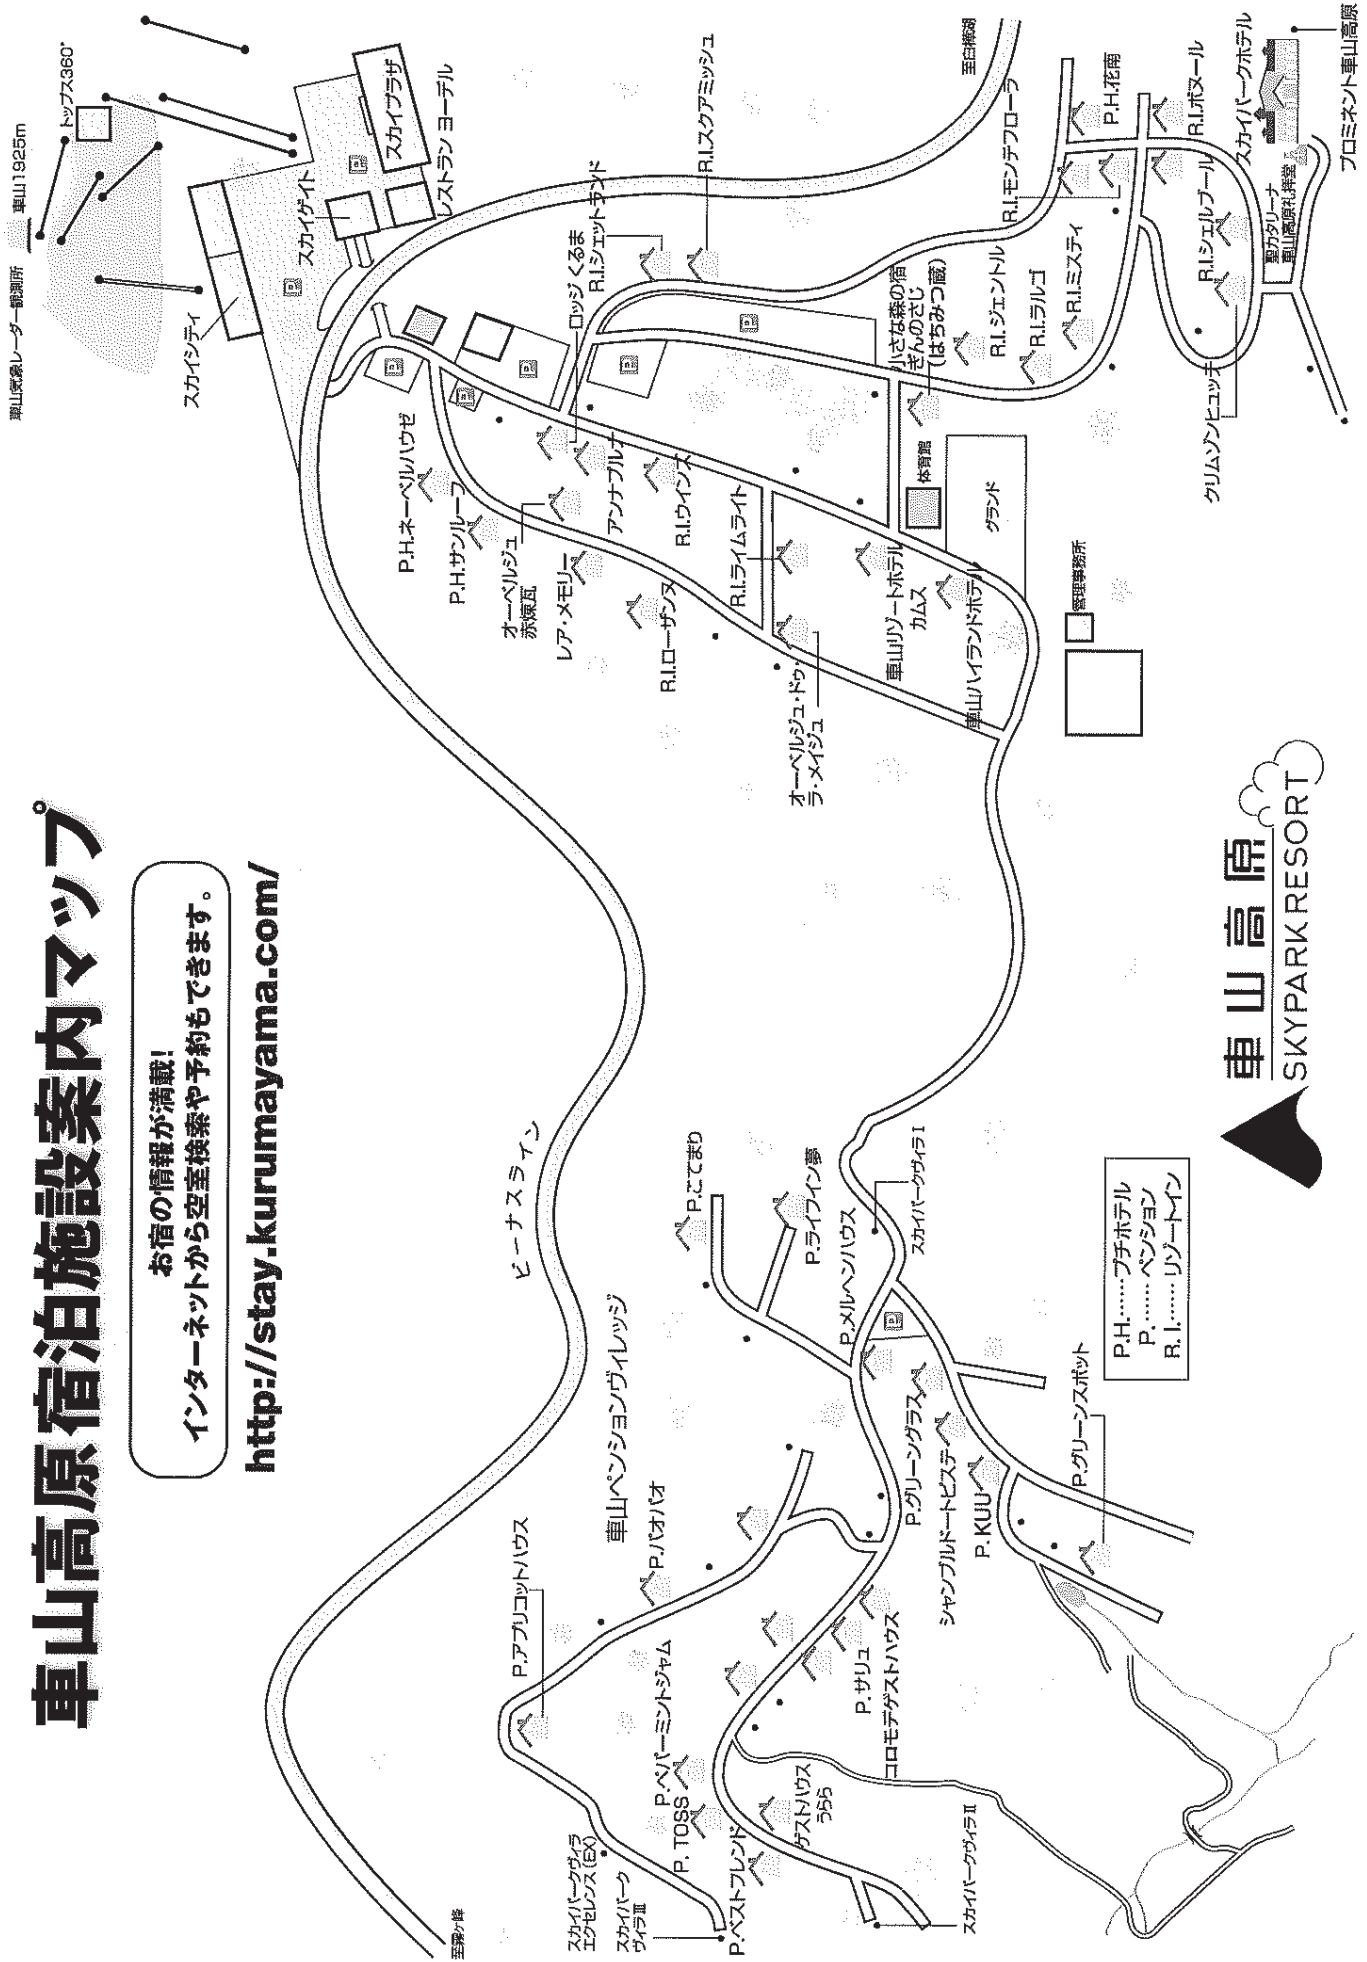 車山高原宿泊施設案内マップ
お宿の情報が満載!
インターネットから空室検索や予約もできます。
http://stay.kurumayama.com/
車山気象レーダー観測所
車山1925m
トップス360°
スカイシティ
スカイゲイト
スカイプラザ
レストラン ヨーデル
P
P
P
P
P
P
P
ビーナスライン
至霧ヶ峰
至白樺湖
P.H.ネーベルハウゼ
P.H.サンルーフ
オーベルジュ
赤煉瓦
レア・メモリー
R.I.ローザンヌ
アンナプルナ
R.I.ウインズ
R.I.ライムライト
オーベルジュ・ドゥ・
ラ・メイジュ
ロッジ くるま
R.I.シェットランド
R.I.スクアミッシュ
小さな森の宿
ぎんのさじ
(はちみつ蔵)
R.I.ジェントル
R.I.ラルゴ
R.I.ミスティ
R.I.モンテフローラ
P.H.花南
R.I.ボヌール
R.I.シェルブール
クリムゾンヒュッテ
スカイパークホテル
聖カタリーナ
車山高原礼拝堂
プロミネント車山高原
体育館
グランド
車山リゾートホテル
カムス
車山ハイランドホテル
管理事務所
車山ペンションヴィレッジ
P.こてまり
P.ライフイン夢
P.メルヘンハウス
スカイパークヴィラⅠ
P
P.グリーングラス
シャンブルドートピステ
P.KUU
P.グリーンスポット
P.アプリコットハウス
P.パオパオ
P.ペパーミントジャム
P.TOSS
P.ベストフレンド
ゲストハウス
うらら
P.サリュ
コロモデゲストハウス
スカイパークヴィラ
エクセレンス(EX)
スカイパーク
ヴィラⅢ
スカイパークヴィラⅡ
P.H.……プチホテル
P.……ペンション
R.I.……リゾートイン
車山高原
SKYPARK RESORT